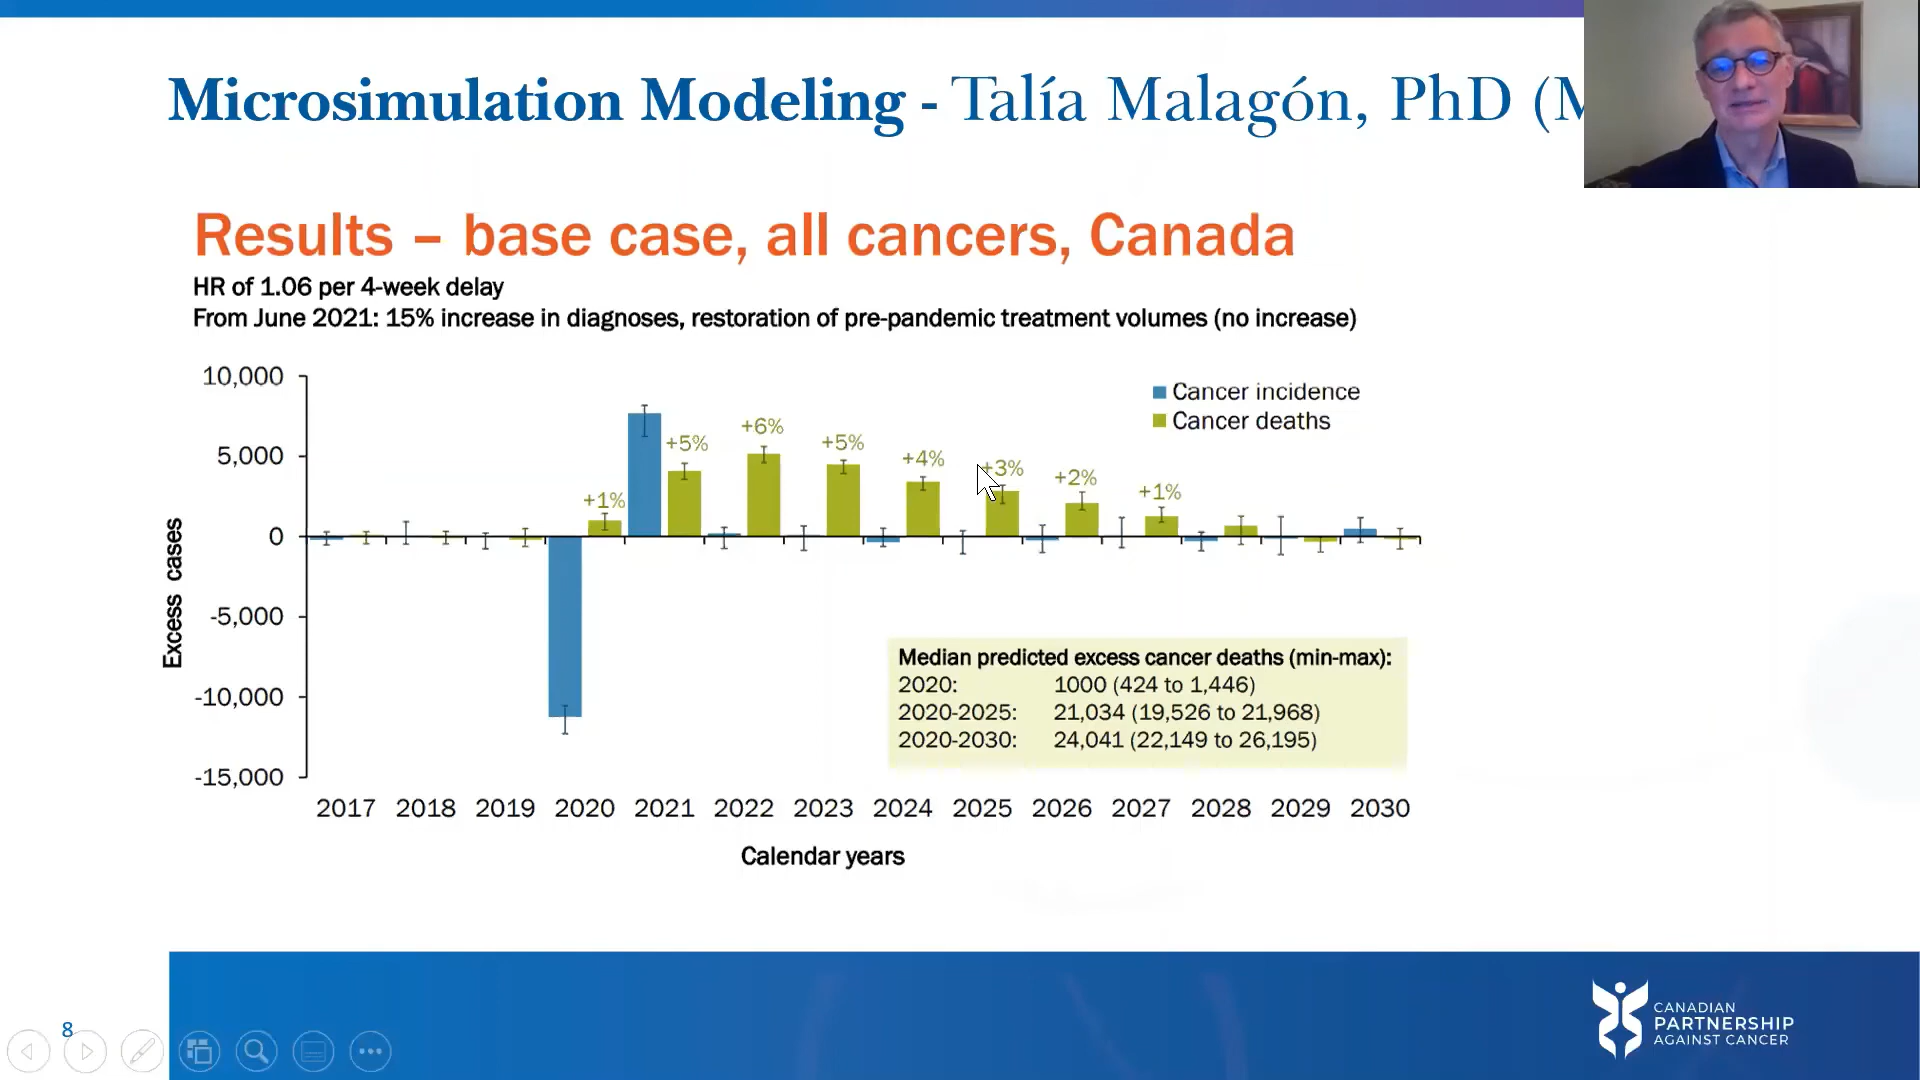 Microsimulation Modeling - Talía Malagón, PhD (M
Results – base case, all cancers, Canada
HR of 1.06 per 4-week delay
From June 2021: 15% increase in diagnoses, restoration of pre-pandemic treatment volumes (no increase)
10,000
5,000
0
-5,000
-10,000
-15,000
Excess cases
Cancer incidence
Cancer deaths
+1%
+5%
+6%
+5%
+4%
+3%
+2%
+1%
Median predicted excess cancer deaths (min-max):
2020: 1000 (424 to 1,446)
2020-2025: 21,034 (19,526 to 21,968)
2020-2030: 24,041 (22,149 to 26,195)
2017 2018 2019 2020 2021 2022 2023 2024 2025 2026 2027 2028 2029 2030
Calendar years
8
CANADIAN
PARTNERSHIP
AGAINST CANCER